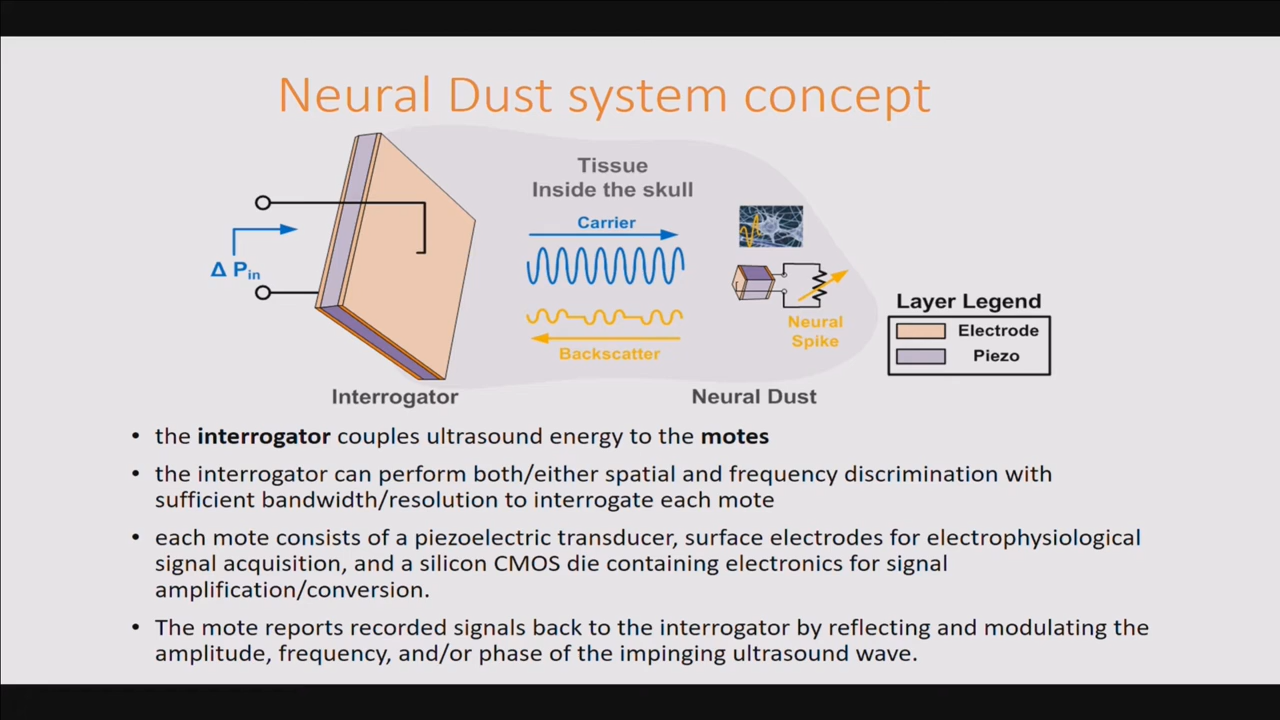 Neural Dust system concept
Tissue
Inside the skull
Carrier
Δ Pin
Backscatter
Neural
Spike
Interrogator
Neural Dust
Layer Legend
Electrode
Piezo
• the interrogator couples ultrasound energy to the motes
• the interrogator can perform both/either spatial and frequency discrimination with
sufficient bandwidth/resolution to interrogate each mote
• each mote consists of a piezoelectric transducer, surface electrodes for electrophysiological
signal acquisition, and a silicon CMOS die containing electronics for signal
amplification/conversion.
• The mote reports recorded signals back to the interrogator by reflecting and modulating the
amplitude, frequency, and/or phase of the impinging ultrasound wave.